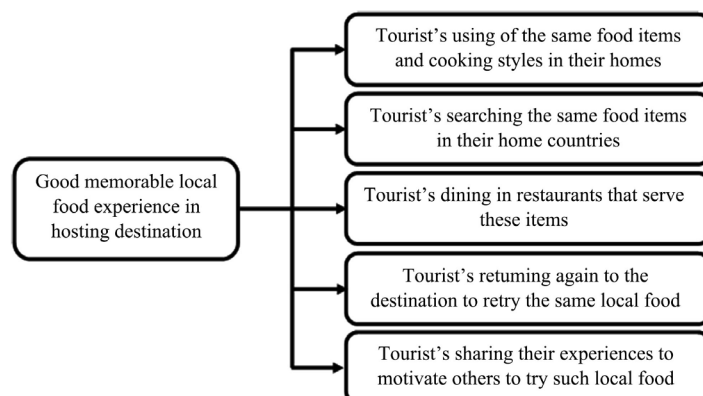 Tourist's using of the same food items
and cooking styles in their homes
Tourist's searching the same food items
in their home countries
Good memorable local
food experience in
hosting destination
Tourist's dining in restaurants that serve
these items
Tourist's retuming again to the
destination to retry the same local food
Tourist's sharing their experiences to
motivate others to try such local food